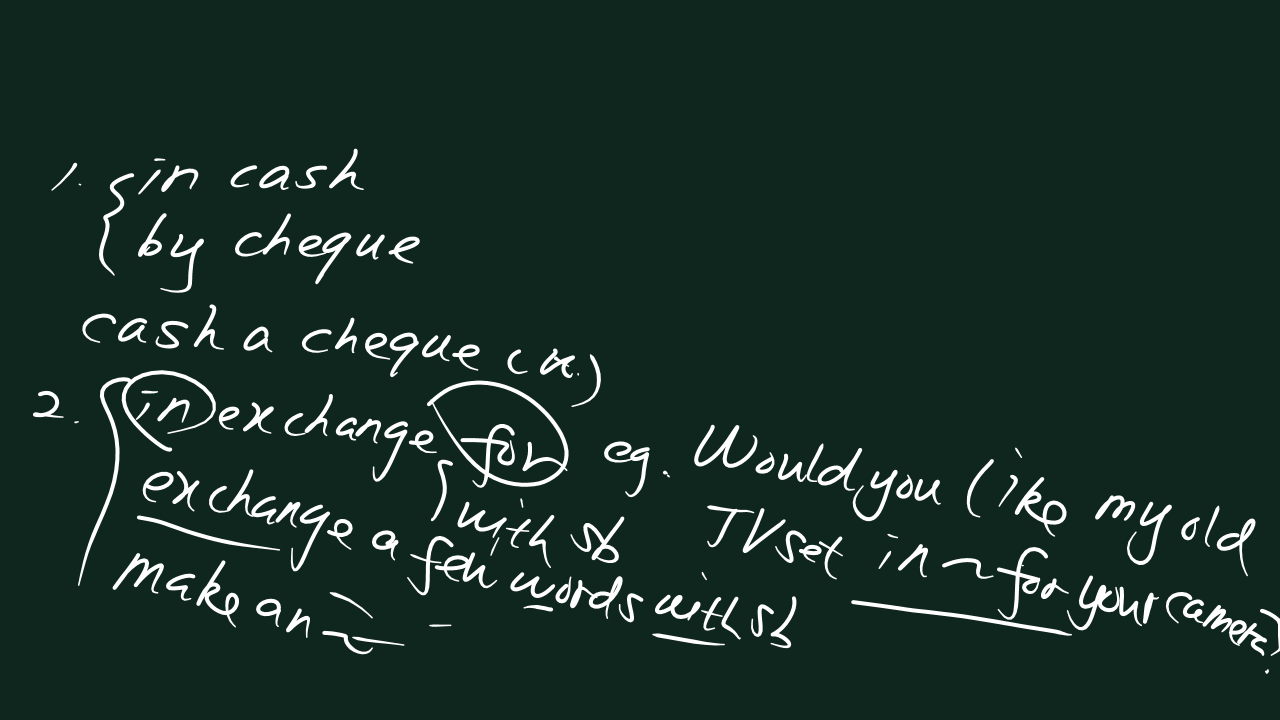 1. { in cash
by cheque
cash a cheque (n.)
2. { in exchange for eg. Would you like my old
{ with sb TV set in ~ for your camera?
exchange a few words with sb
make an ~